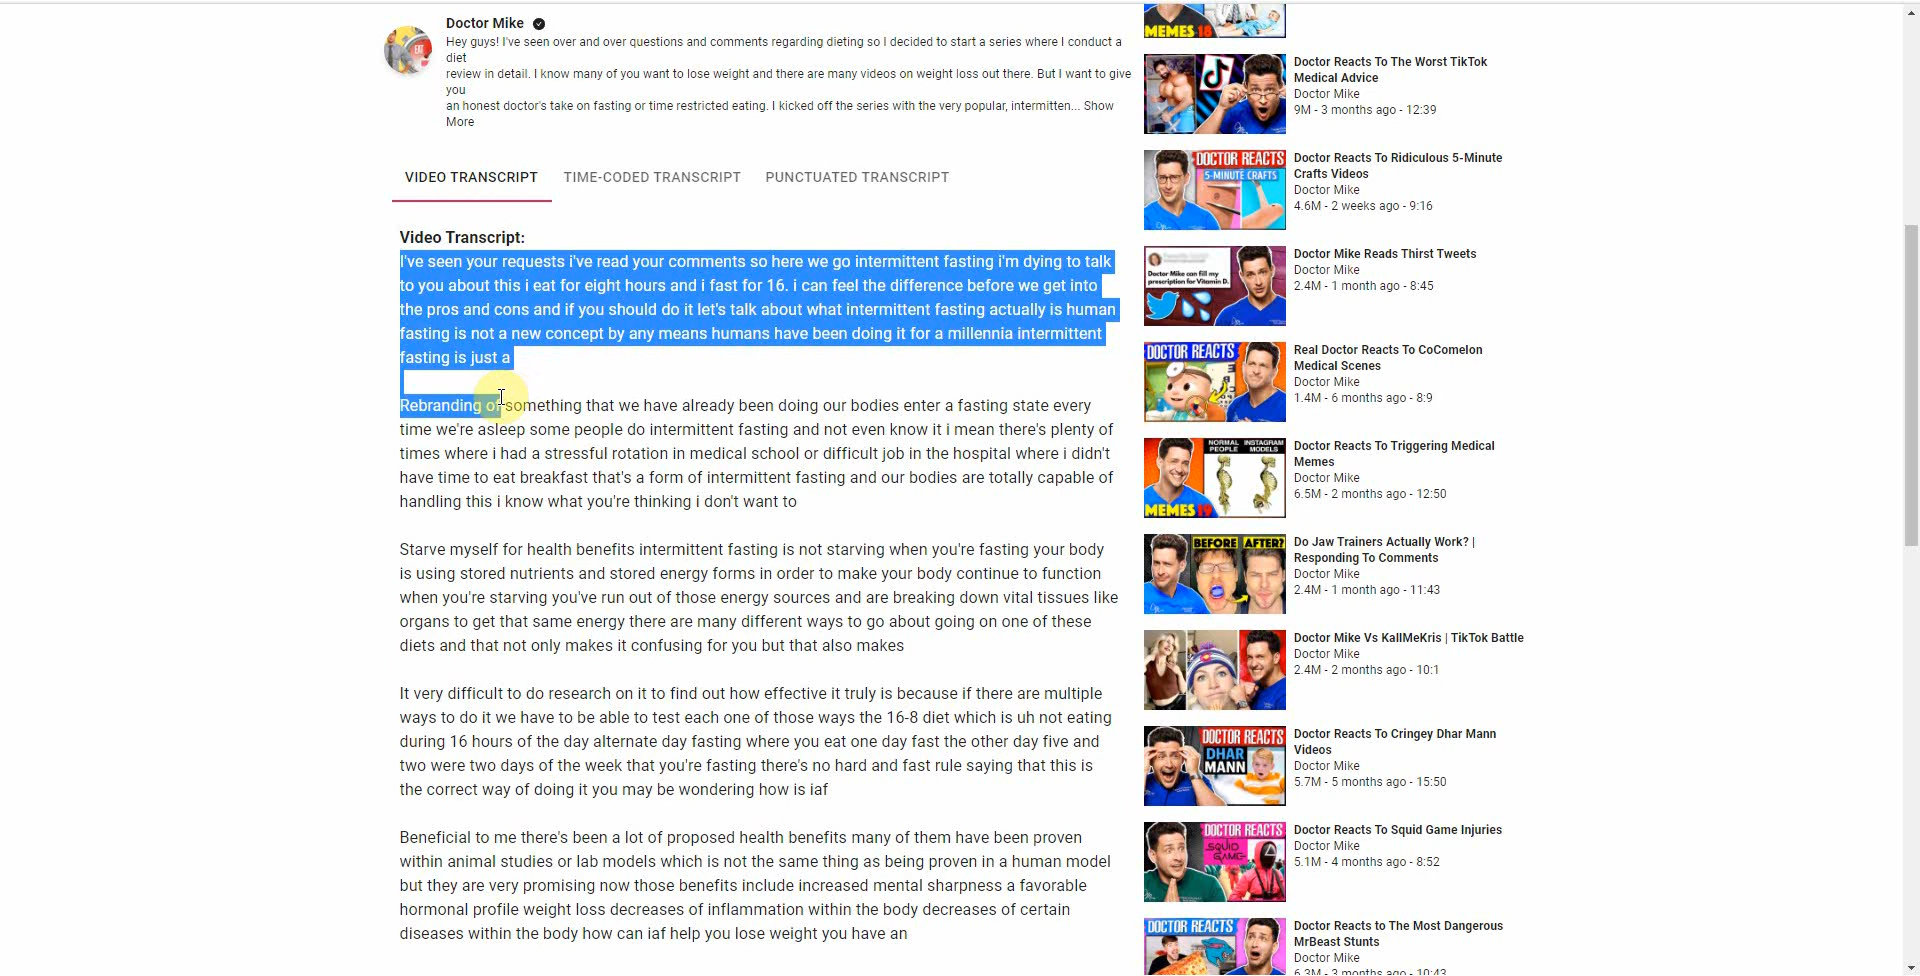 Doctor Mike
Hey guys! I've seen over and over questions and comments regarding dieting so I decided to start a series where I conduct a
diet
review in detail. I know many of you want to lose weight and there are many videos on weight loss out there. But I want to give
you
an honest doctor's take on fasting or time restricted eating. I kicked off the series with the very popular, intermitten... Show
More
VIDEO TRANSCRIPT
TIME-CODED TRANSCRIPT
PUNCTUATED TRANSCRIPT
Video Transcript:
I've seen your requests i've read your comments so here we go intermittent fasting i'm dying to talk
to you about this i eat for eight hours and i fast for 16. i can feel the difference before we get into
the pros and cons and if you should do it let's talk about what intermittent fasting actually is human
fasting is not a new concept by any means humans have been doing it for a millennia intermittent
fasting is just a
Rebranding of something that we have already been doing our bodies enter a fasting state every
time we're asleep some people do intermittent fasting and not even know it i mean there's plenty of
times where i had a stressful rotation in medical school or difficult job in the hospital where i didn't
have time to eat breakfast that's a form of intermittent fasting and our bodies are totally capable of
handling this i know what you're thinking i don't want to
Starve myself for health benefits intermittent fasting is not starving when you're fasting your body
is using stored nutrients and stored energy forms in order to make your body continue to function
when you're starving you've run out of those energy sources and are breaking down vital tissues like
organs to get that same energy there are many different ways to go about going on one of these
diets and that not only makes it confusing for you but that also makes
It very difficult to do research on it to find out how effective it truly is because if there are multiple
ways to do it we have to be able to test each one of those ways the 16-8 diet which is uh not eating
during 16 hours of the day alternate day fasting where you eat one day fast the other day five and
two were two days of the week that you're fasting there's no hard and fast rule saying that this is
the correct way of doing it you may be wondering how is iaf
Beneficial to me there's been a lot of proposed health benefits many of them have been proven
within animal studies or lab models which is not the same thing as being proven in a human model
but they are very promising now those benefits include increased mental sharpness a favorable
hormonal profile weight loss decreases of inflammation within the body decreases of certain
diseases within the body how can iaf help you lose weight you have an
MEMES 18
Doctor Reacts To The Worst TikTok
Medical Advice
Doctor Mike
9M - 3 months ago - 12:39
DOCTOR REACTS
5-MINUTE CRAFTS
Doctor Reacts To Ridiculous 5-Minute
Crafts Videos
Doctor Mike
4.6M - 2 weeks ago - 9:16
Doctor Mike can fill my
prescription for Vitamin D.
Doctor Mike Reads Thirst Tweets
Doctor Mike
2.4M - 1 month ago - 8:45
DOCTOR REACTS
Real Doctor Reacts To CoComelon
Medical Scenes
Doctor Mike
1.4M - 6 months ago - 8:9
NORMAL PEOPLE
INSTAGRAM MODELS
MEMES 19
Doctor Reacts To Triggering Medical
Memes
Doctor Mike
6.5M - 2 months ago - 12:50
BEFORE AFTER?
Do Jaw Trainers Actually Work? |
Responding To Comments
Doctor Mike
2.4M - 1 month ago - 11:43
Doctor Mike Vs KallMeKris | TikTok Battle
Doctor Mike
2.4M - 2 months ago - 10:1
DOCTOR REACTS
DHAR
MANN
Doctor Reacts To Cringey Dhar Mann
Videos
Doctor Mike
5.7M - 5 months ago - 15:50
DOCTOR REACTS
SQUID
GAME
Doctor Reacts To Squid Game Injuries
Doctor Mike
5.1M - 4 months ago - 8:52
DOCTOR REACTS
Doctor Reacts to The Most Dangerous
MrBeast Stunts
Doctor Mike
6.3M - 3 months ago - 10:43